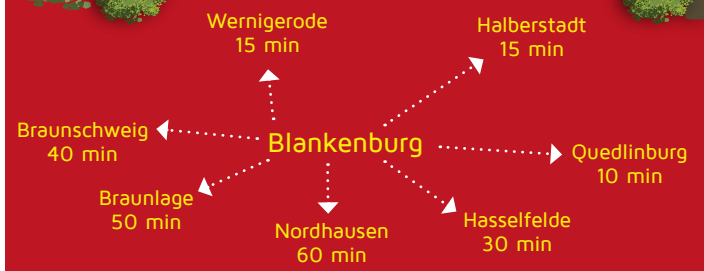 Wernigerode
15 min
Halberstadt
15 min
Braunschweig
40 min
Blankenburg
Quedlinburg
10 min
Braunlage
50 min
Nordhausen
60 min
Hasselfelde
30 min